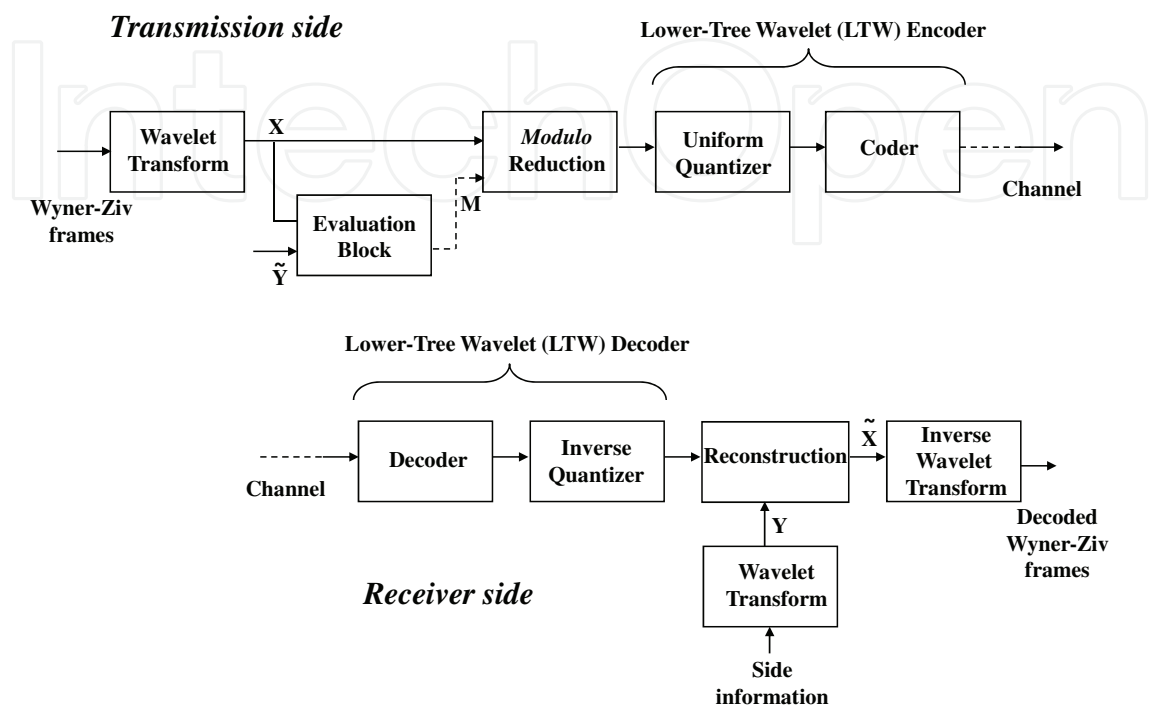 Transmission side
Lower-Tree Wavelet (LTW) Encoder
IntechOpen
Wavelet
Transform
X
Modulo
Reduction
Uniform
Quantizer
Coder
Channel
Wyner-Ziv
frames
M
Evaluation
Block
Ỹ
Lower-Tree Wavelet (LTW) Decoder
Decoder
Inverse
Quantizer
Reconstruction
X̃
Inverse
Wavelet
Transform
Channel
Y
Decoded
Wyner-Ziv
frames
Wavelet
Transform
Receiver side
Side
information